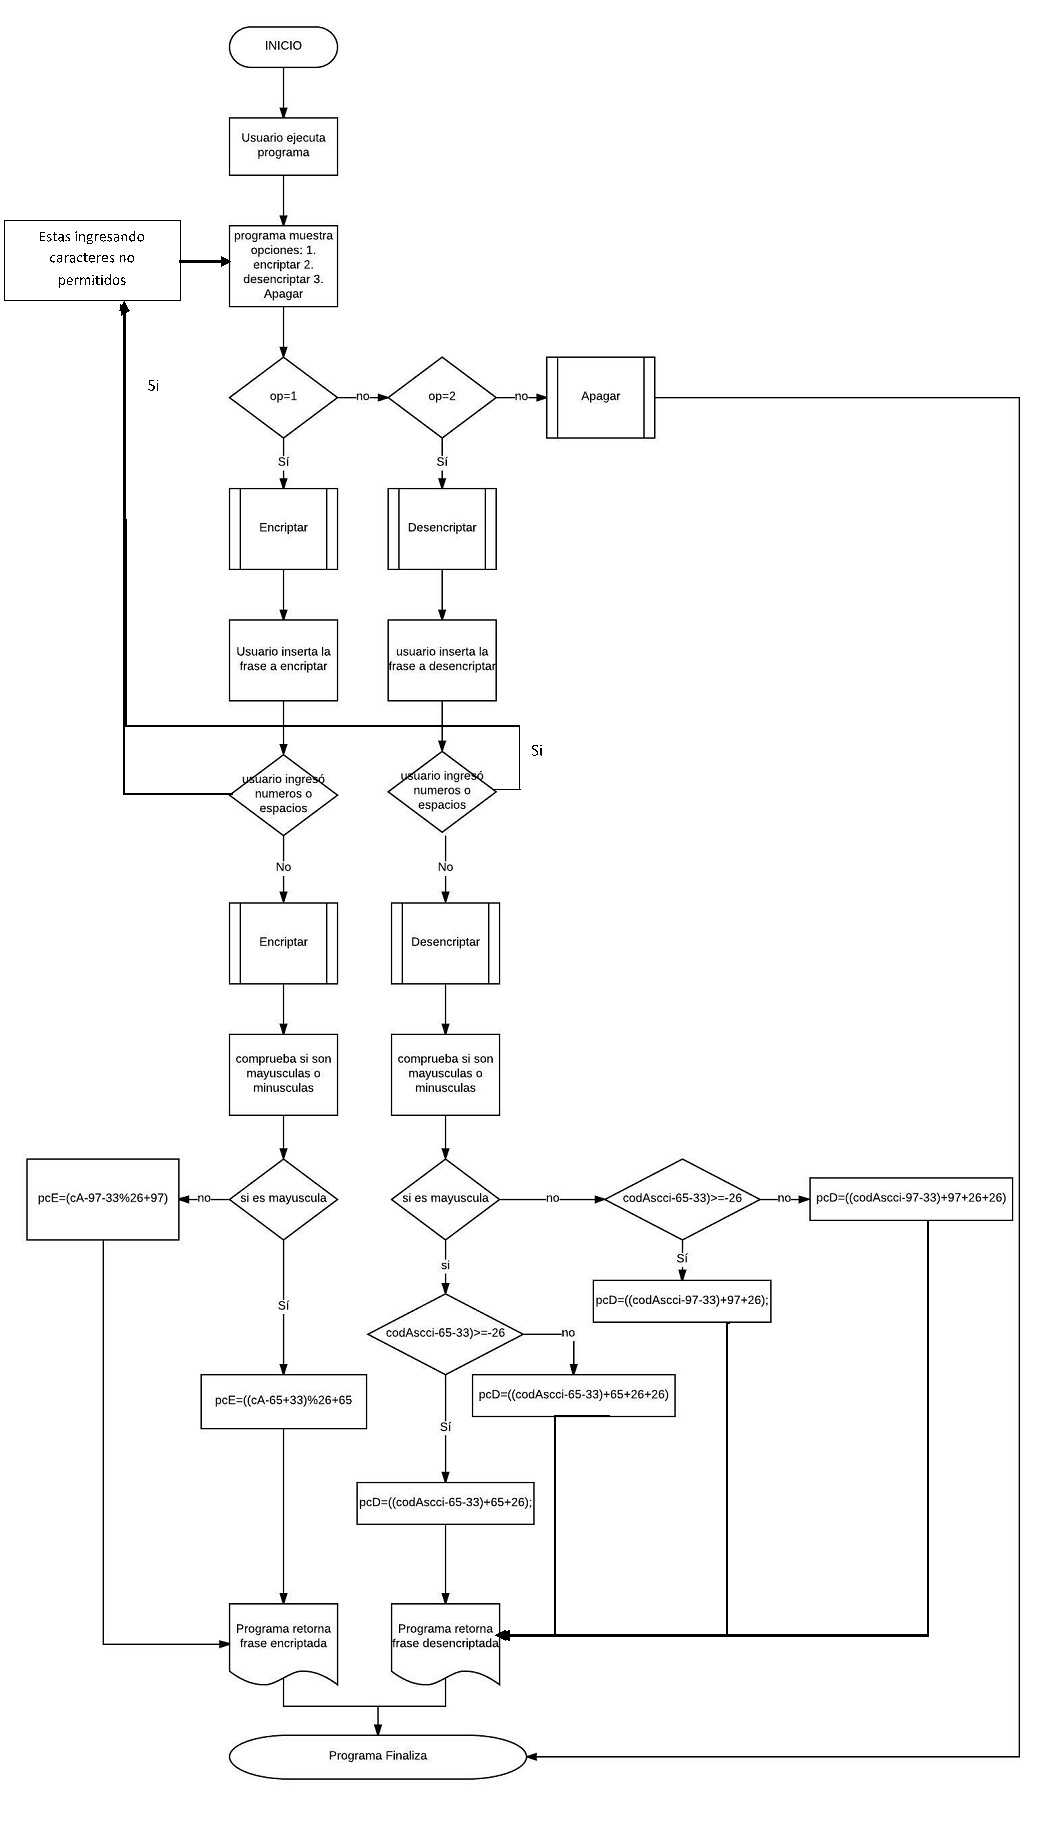 INICIO
Usuario ejecuta
programa
Estas ingresando
caracteres no
permitidos
programa muestra
opciones: 1.
encriptar 2.
desencriptar 3.
Apagar
Si
op=1
no
op=2
no
Apagar
Sí
Sí
Encriptar
Desencriptar
Usuario inserta la
frase a encriptar
usuario inserta la
frase a desencriptar
Si
usuario ingresó
numeros o
espacios
usuario ingresó
numeros o
espacios
No
No
Encriptar
Desencriptar
comprueba si son
mayusculas o
minusculas
comprueba si son
mayusculas o
minusculas
pcE=(cA-97-33%26+97)
no
si es mayuscula
si es mayuscula
no
codAscci-65-33)>=-26
no
pcD=((codAscci-97-33)+97+26+26)
Sí
si
Sí
pcD=((codAscci-97-33)+97+26);
codAscci-65-33)>=-26
no
pcE=((cA-65+33)%26+65
pcD=((codAscci-65-33)+65+26+26)
Sí
pcD=((codAscci-65-33)+65+26);
Programa retorna
frase encriptada
Programa retorna
frase desencriptada
Programa Finaliza